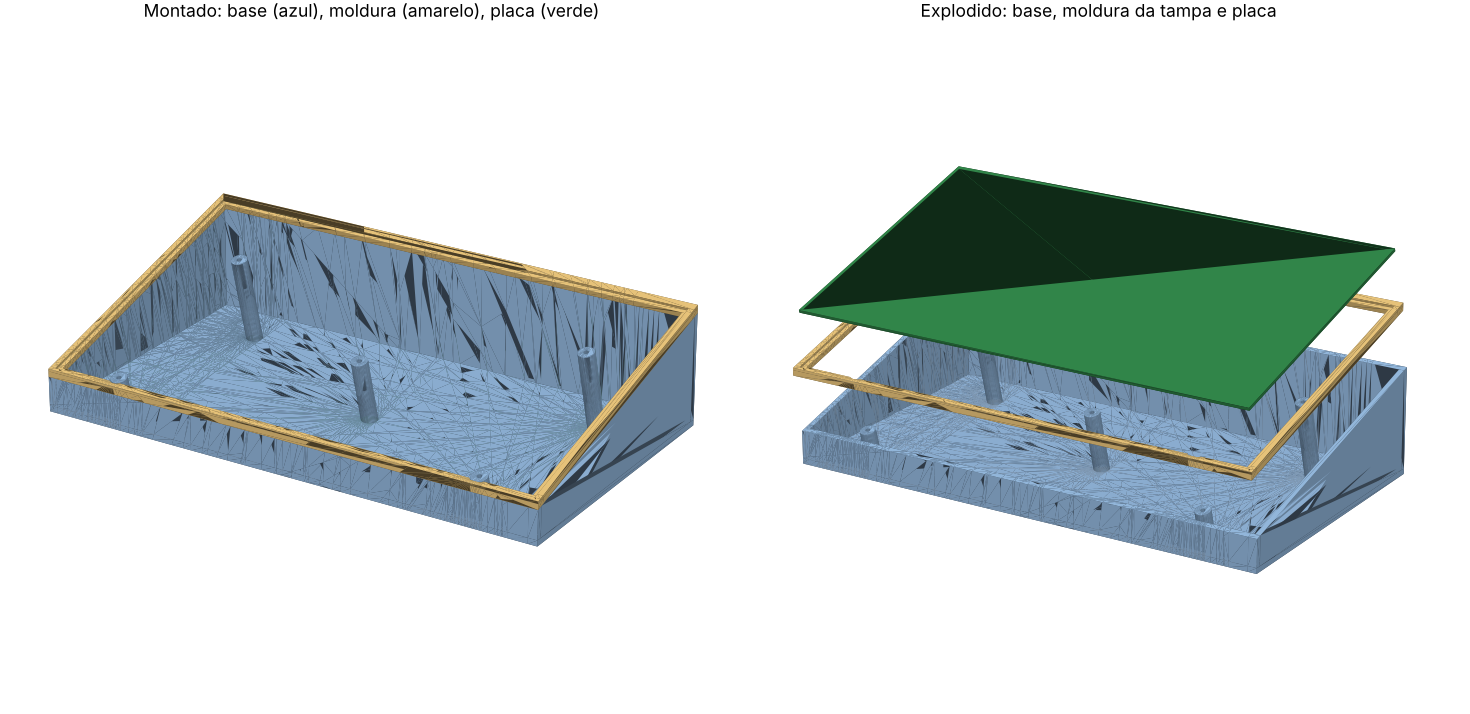 Montado: base (azul), moldura (amarelo), placa (verde)
Explodido: base, moldura da tampa e placa